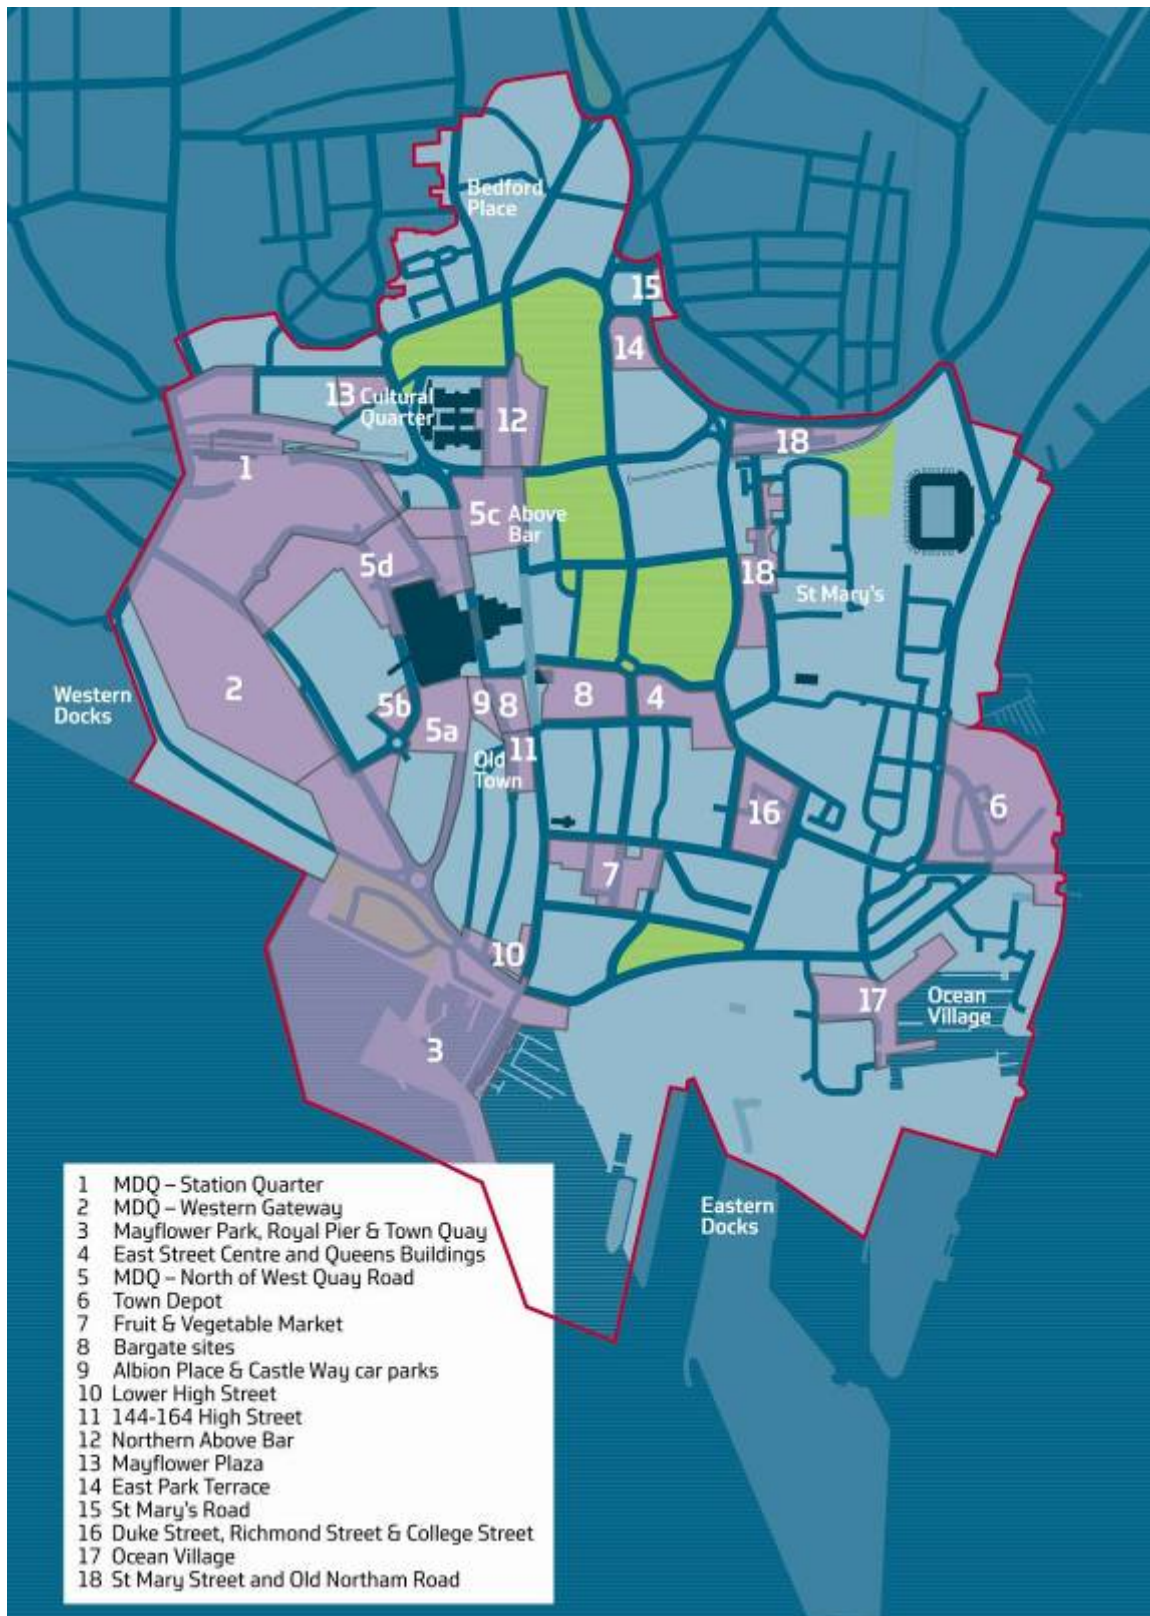 Bedford
Place
15
14
13 Cultural
Quarter
12
18
1
5c Above
Bar
5d
18
St Mary's
Western
Docks
2
5b
5a
9
8
8
4
11
Old
Town
6
16
7
10
17
Ocean
Village
3
Eastern
Docks
1 MDQ – Station Quarter
2 MDQ – Western Gateway
3 Mayflower Park, Royal Pier & Town Quay
4 East Street Centre and Queens Buildings
5 MDQ – North of West Quay Road
6 Town Depot
7 Fruit & Vegetable Market
8 Bargate sites
9 Albion Place & Castle Way car parks
10 Lower High Street
11 144-164 High Street
12 Northern Above Bar
13 Mayflower Plaza
14 East Park Terrace
15 St Mary's Road
16 Duke Street, Richmond Street & College Street
17 Ocean Village
18 St Mary Street and Old Northam Road